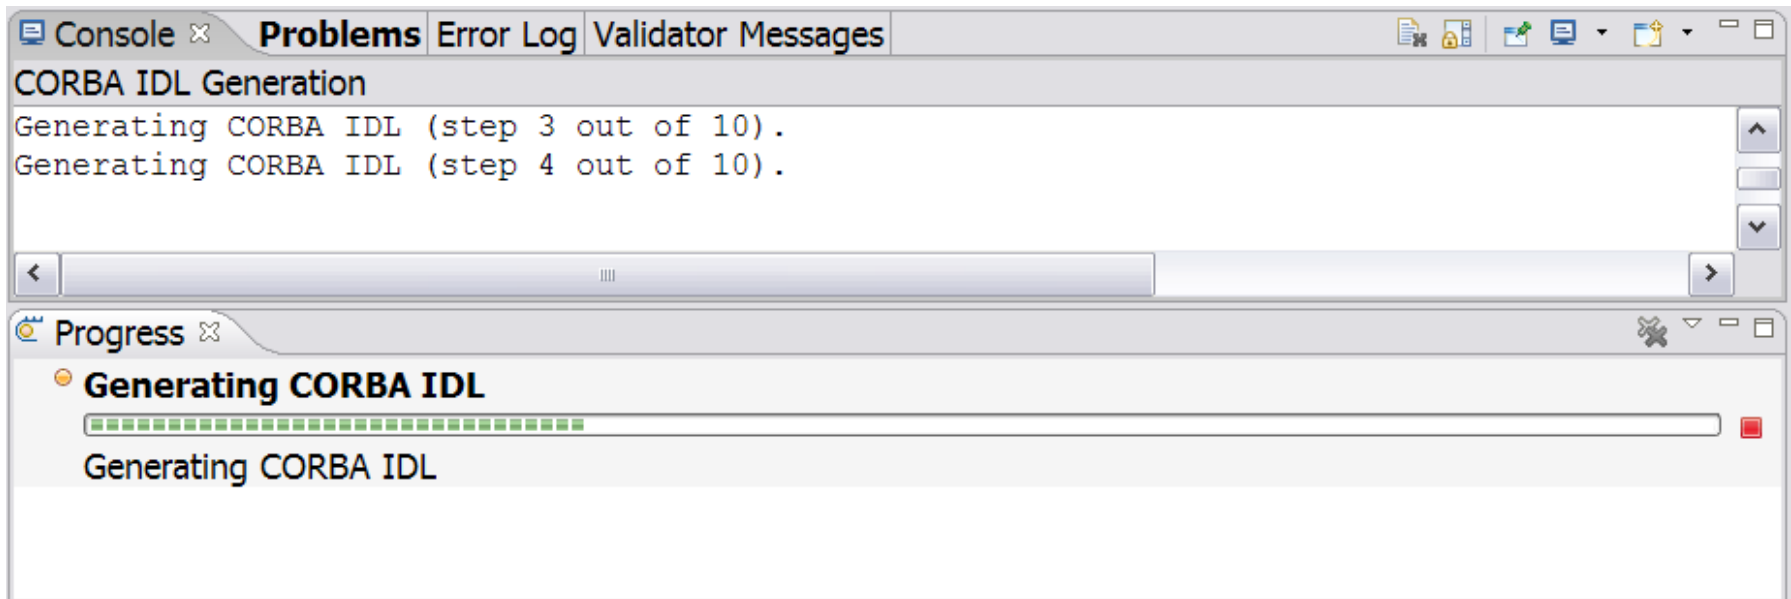 Console Problems Error Log Validator Messages
CORBA IDL Generation
Generating CORBA IDL (step 3 out of 10).
Generating CORBA IDL (step 4 out of 10).
Progress
Generating CORBA IDL
Generating CORBA IDL